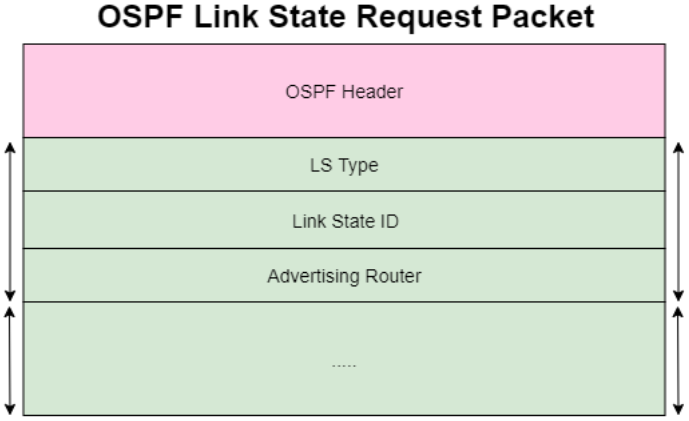 OSPF Link State Request Packet
OSPF Header
LS Type
Link State ID
Advertising Router
.....